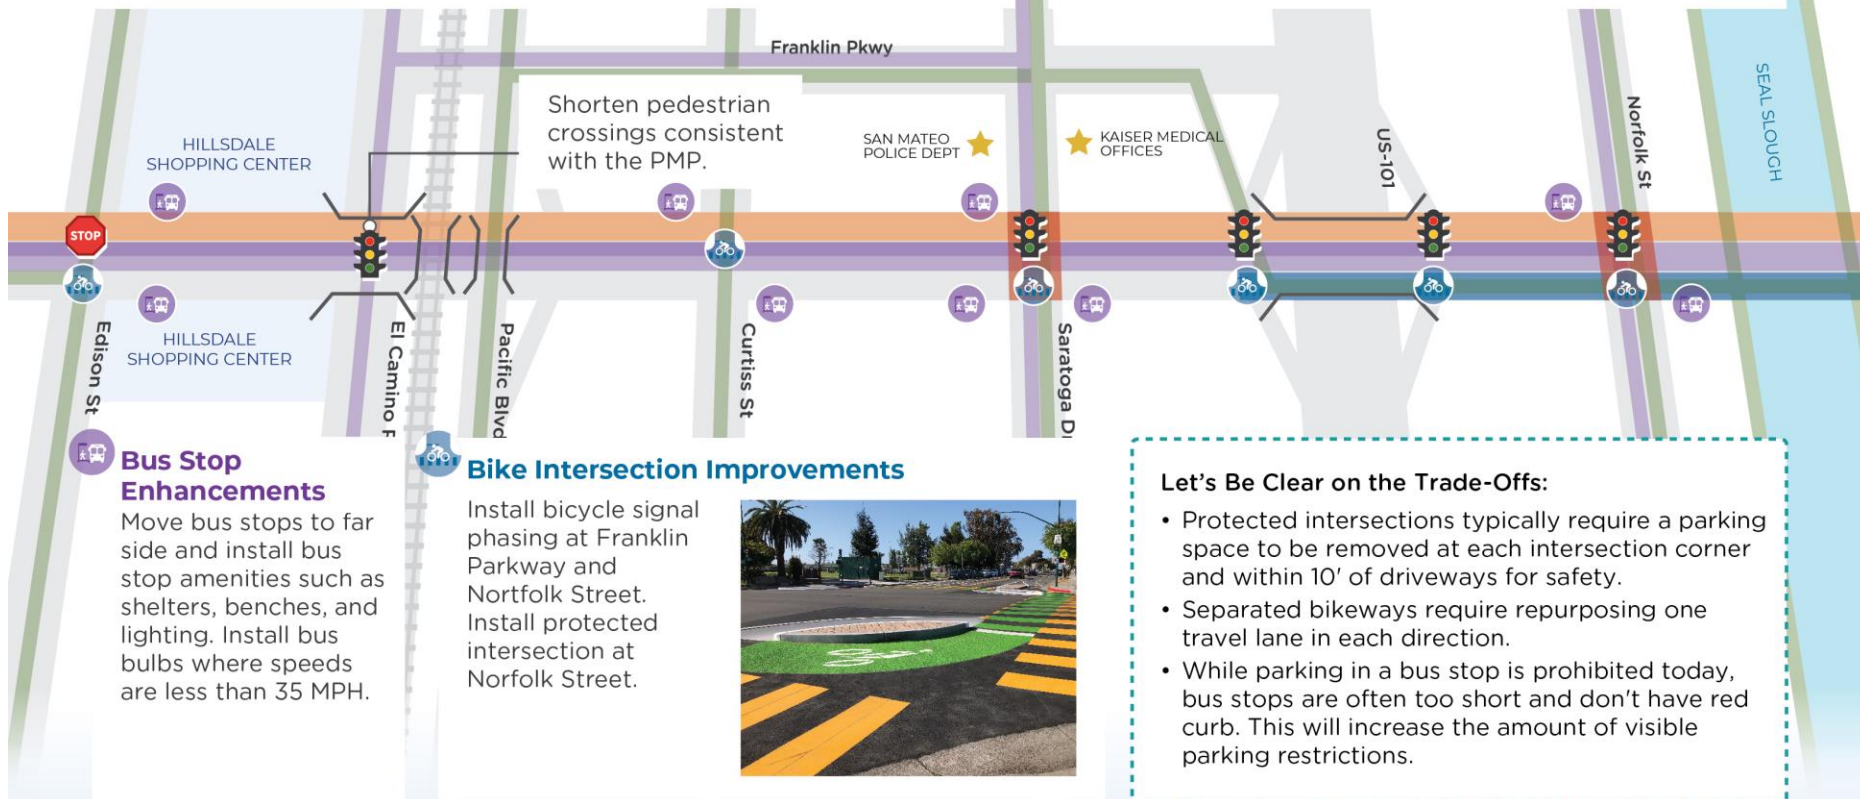 Franklin Pkwy
Shorten pedestrian
crossings consistent
with the PMP.
HILLSDALE
SHOPPING CENTER
SAN MATEO
POLICE DEPT
KAISER MEDICAL
OFFICES
US-101
Norfolk St
SEAL SLOUGH
STOP
HILLSDALE
SHOPPING CENTER
Edison St
El Camino R
Pacific Blvd
Curtiss St
Saratoga Dr
Bus Stop
Enhancements
Move bus stops to far
side and install bus
stop amenities such as
shelters, benches, and
lighting. Install bus
bulbs where speeds
are less than 35 MPH.
Bike Intersection Improvements
Install bicycle signal
phasing at Franklin
Parkway and
Nortfolk Street.
Install protected
intersection at
Norfolk Street.
Let's Be Clear on the Trade-Offs:
• Protected intersections typically require a parking
space to be removed at each intersection corner
and within 10' of driveways for safety.
• Separated bikeways require repurposing one
travel lane in each direction.
• While parking in a bus stop is prohibited today,
bus stops are often too short and don't have red
curb. This will increase the amount of visible
parking restrictions.